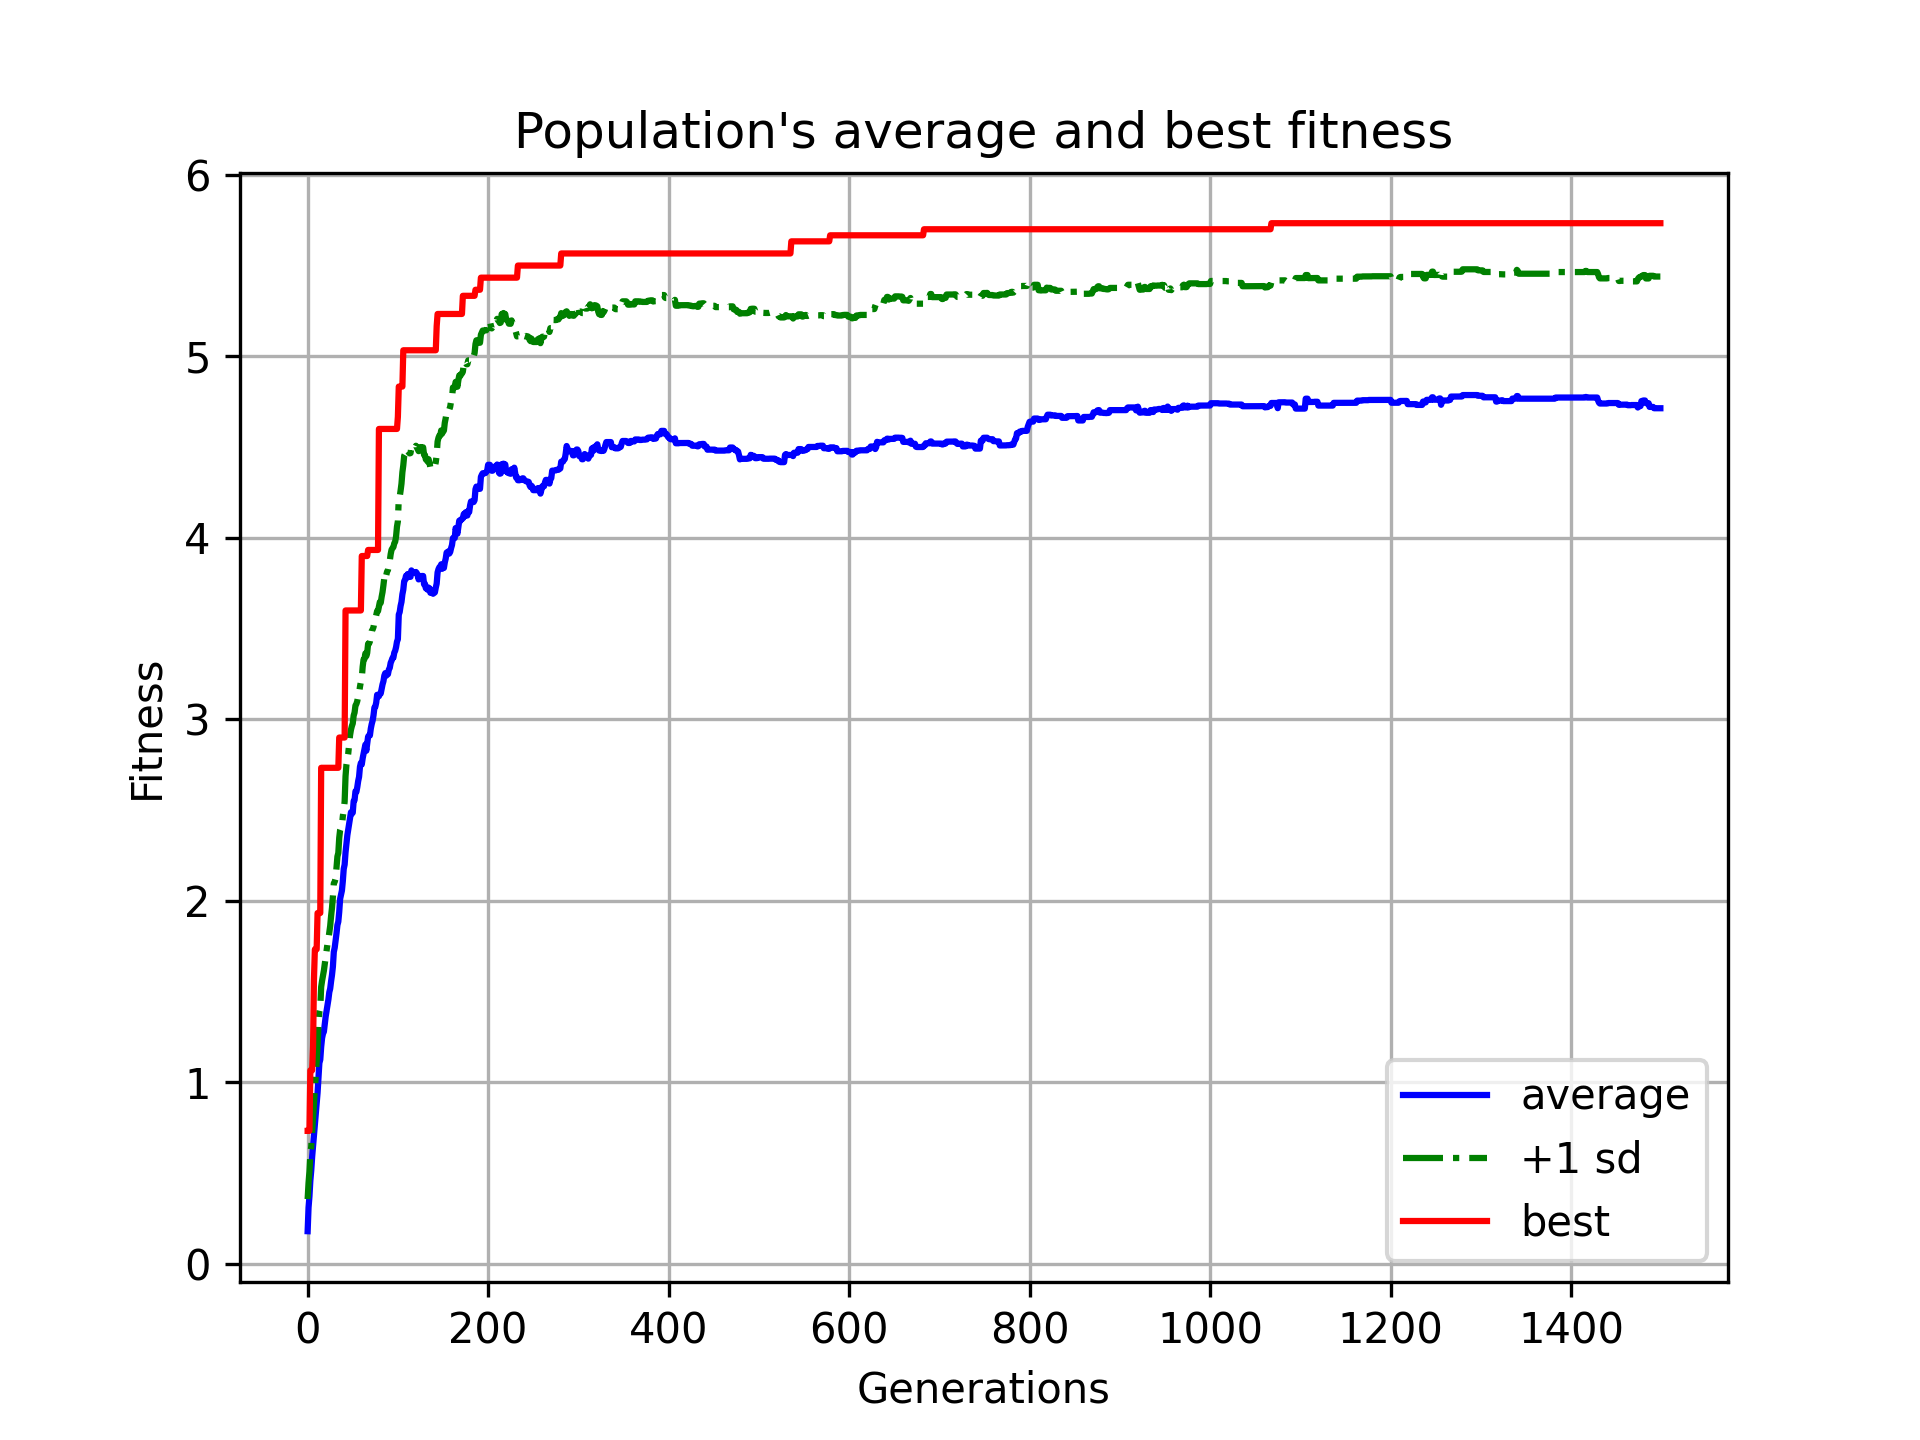 Population's average and best fitness
6
5
4
3
2
1
0
Fitness
0 200 400 600 800 1000 1200 1400
Generations
average
+1 sd
best